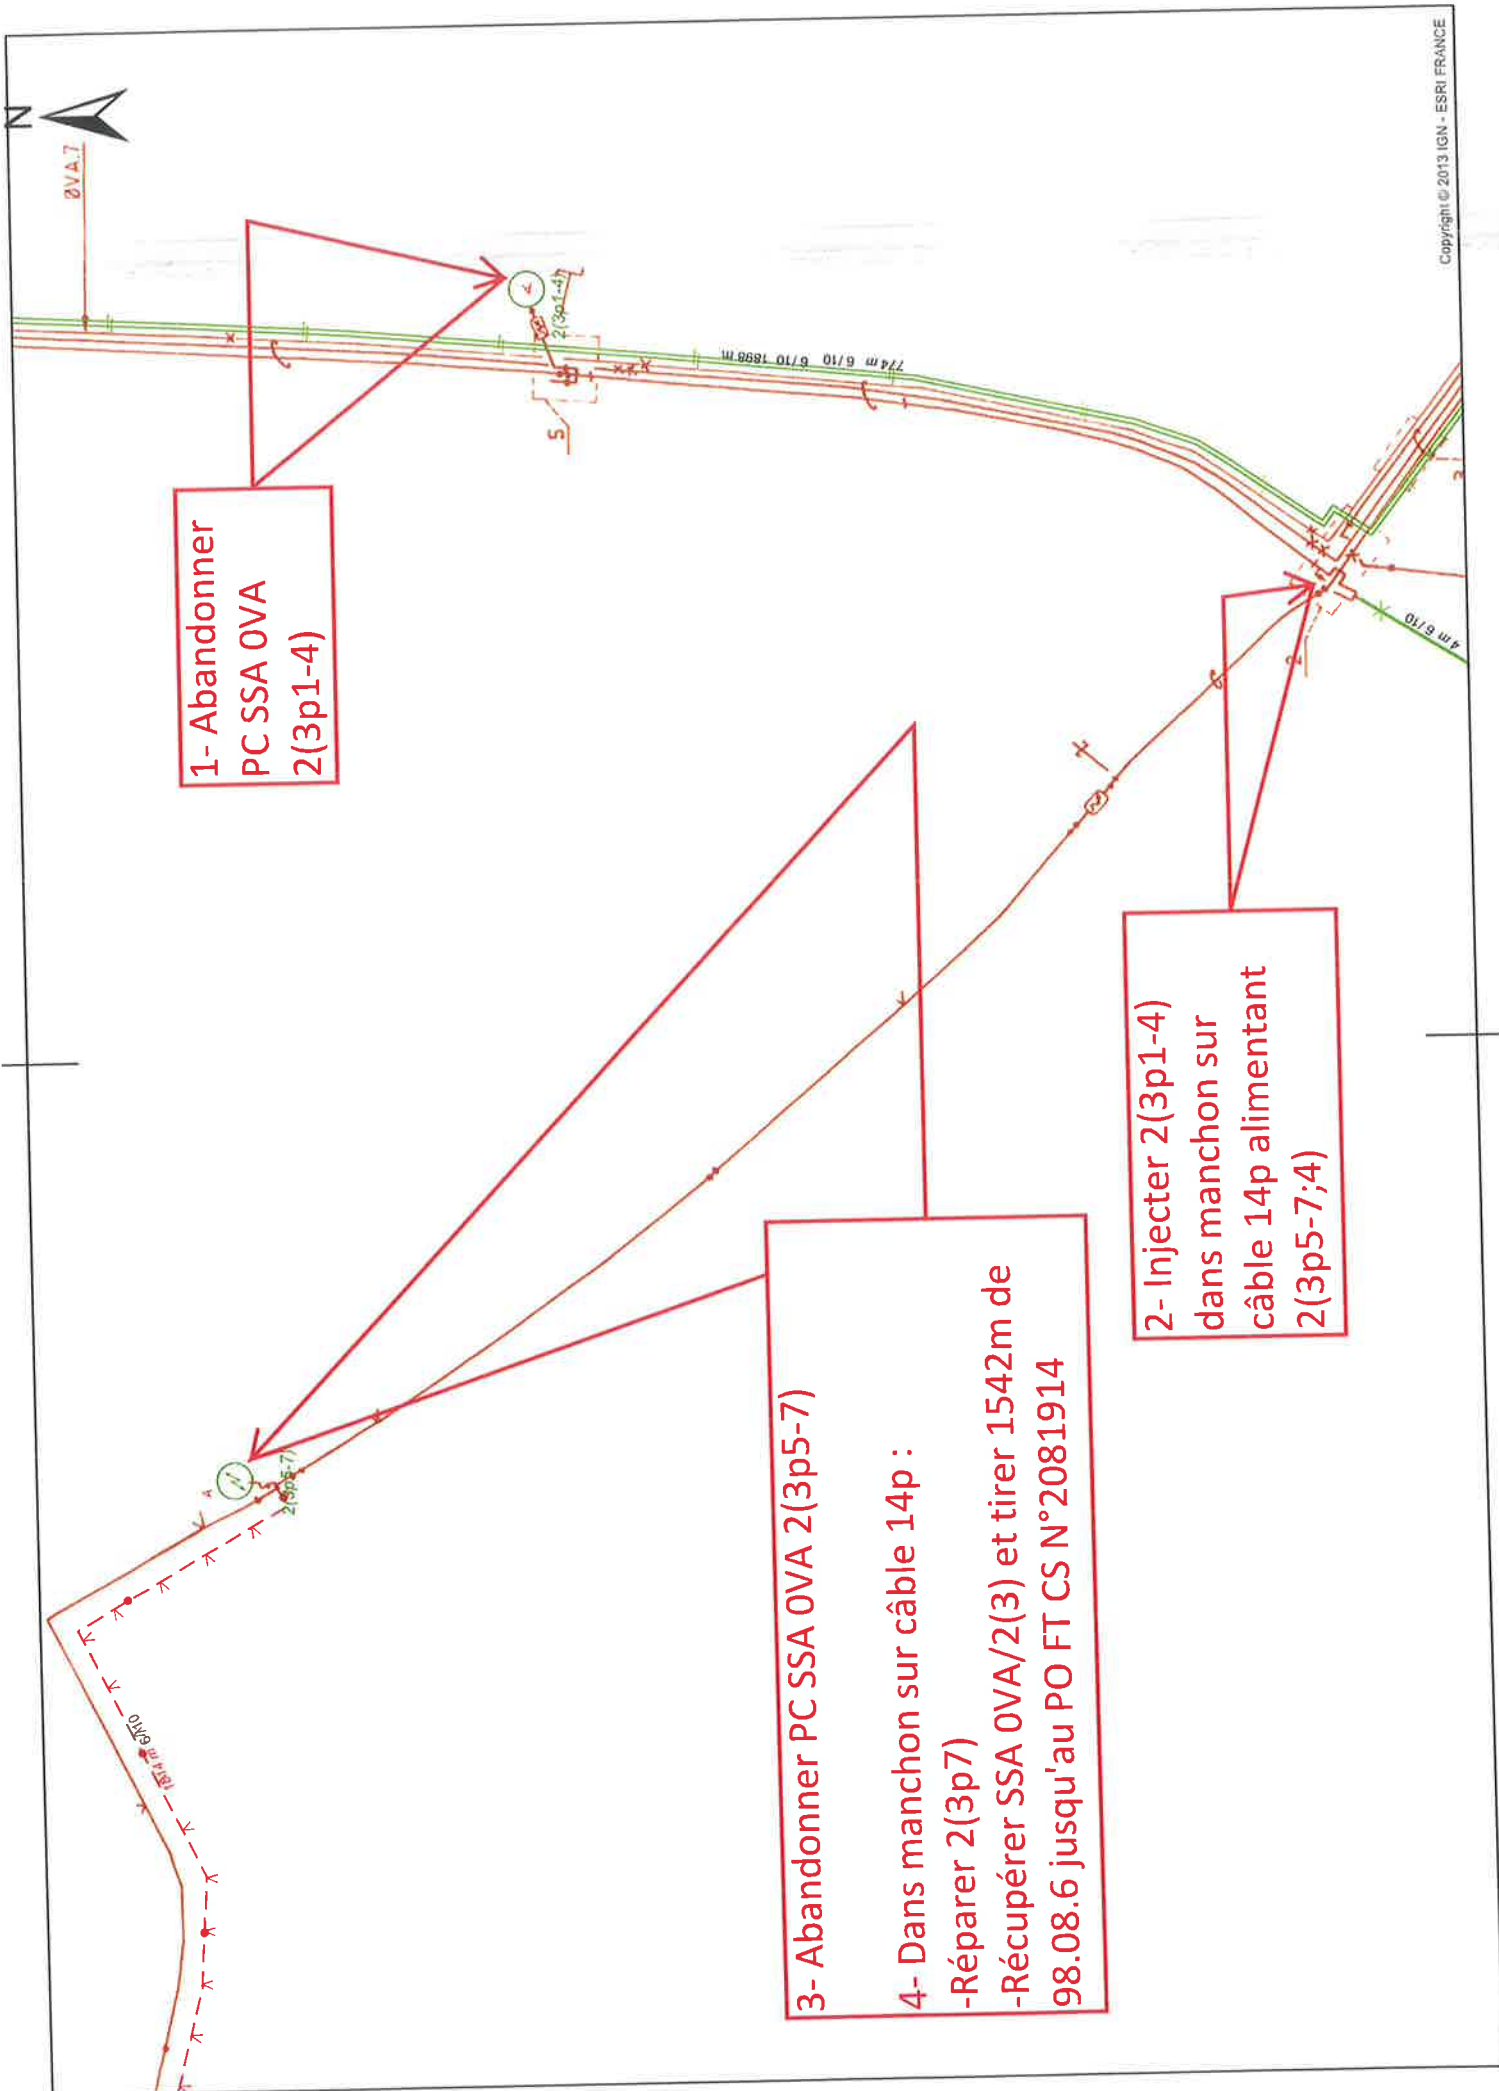 N
0VA.7
1- Abandonner
PC SSA 0VA
2(3p1-4)
2(3p1-4)
5
774 m 6/10 6/10 1898 m
2
4 m 6/10
2- Injecter 2(3p1-4)
dans manchon sur
câble 14p alimentant
2(3p5-7;4)
A
2(3p5-7)
3- Abandonner PC SSA 0VA 2(3p5-7)
4- Dans manchon sur câble 14p :
-Réparer 2(3p7)
-Récupérer SSA 0VA/2(3) et tirer 1542m de
98.08.6 jusqu'au PO FT CS N°2081914
Copyright © 2013 IGN - ESRI FRANCE